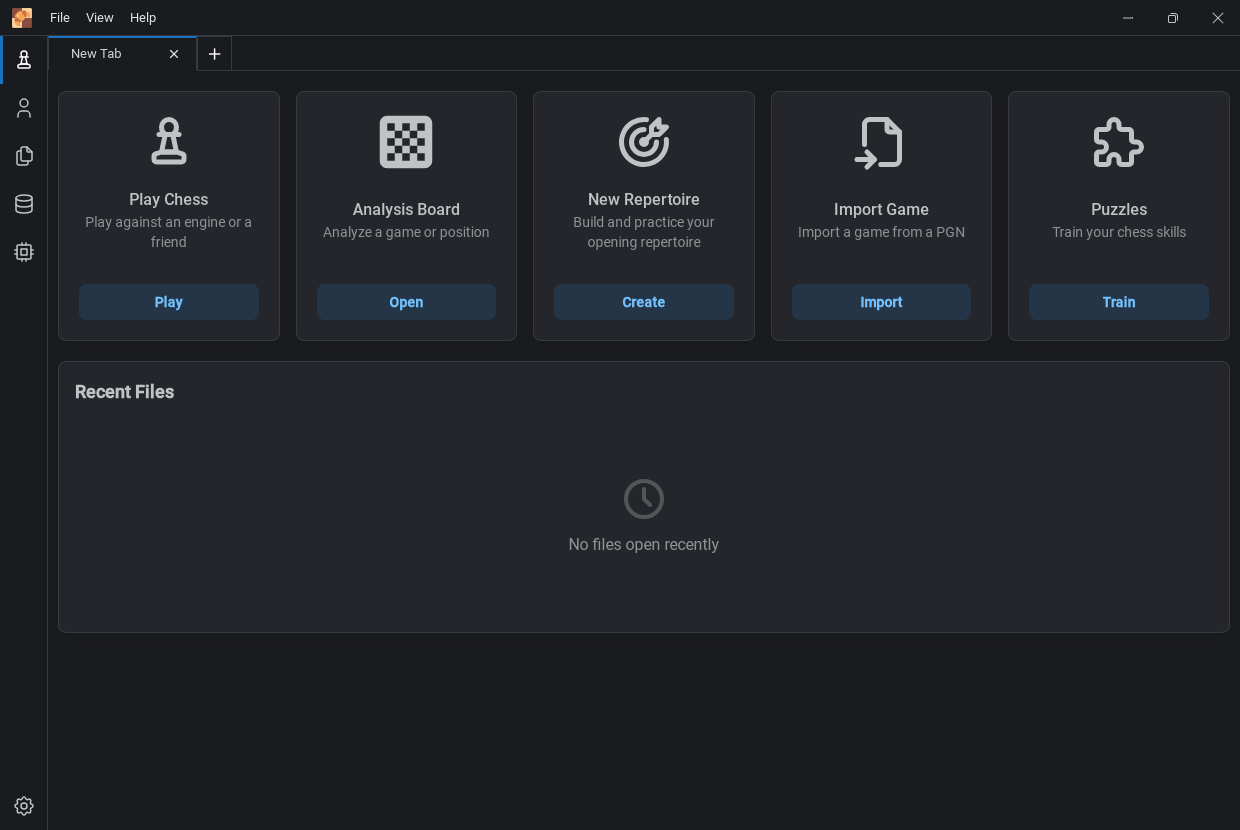 File View Help
New Tab
Play Chess
Play against an engine or a
friend
Play
Analysis Board
Analyze a game or position
Open
New Repertoire
Build and practice your
opening repertoire
Create
Import Game
Import a game from a PGN
Import
Puzzles
Train your chess skills
Train
Recent Files
No files open recently